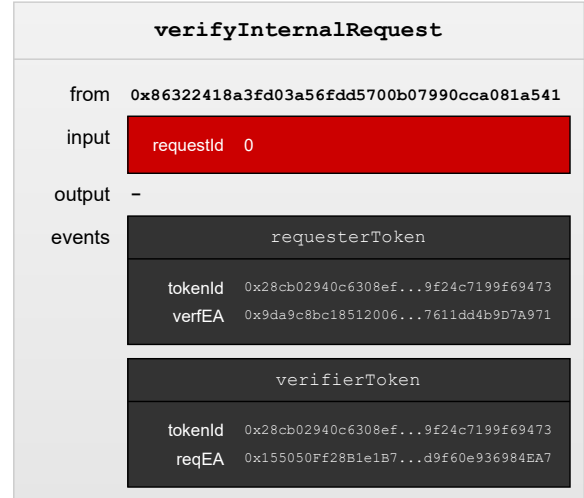 verifyInternalRequest
from 0x86322418a3fd03a56fdd5700b07990cca081a541
input requestId 0
output -
events requesterToken
tokenId 0x28cb02940c6308ef...9f24c7199f69473
verfEA 0x9da9c8bc18512006...7611dd4b9D7A971
verifierToken
tokenId 0x28cb02940c6308ef...9f24c7199f69473
reqEA 0x155050Ff28B1e1B7...d9f60e936984EA7